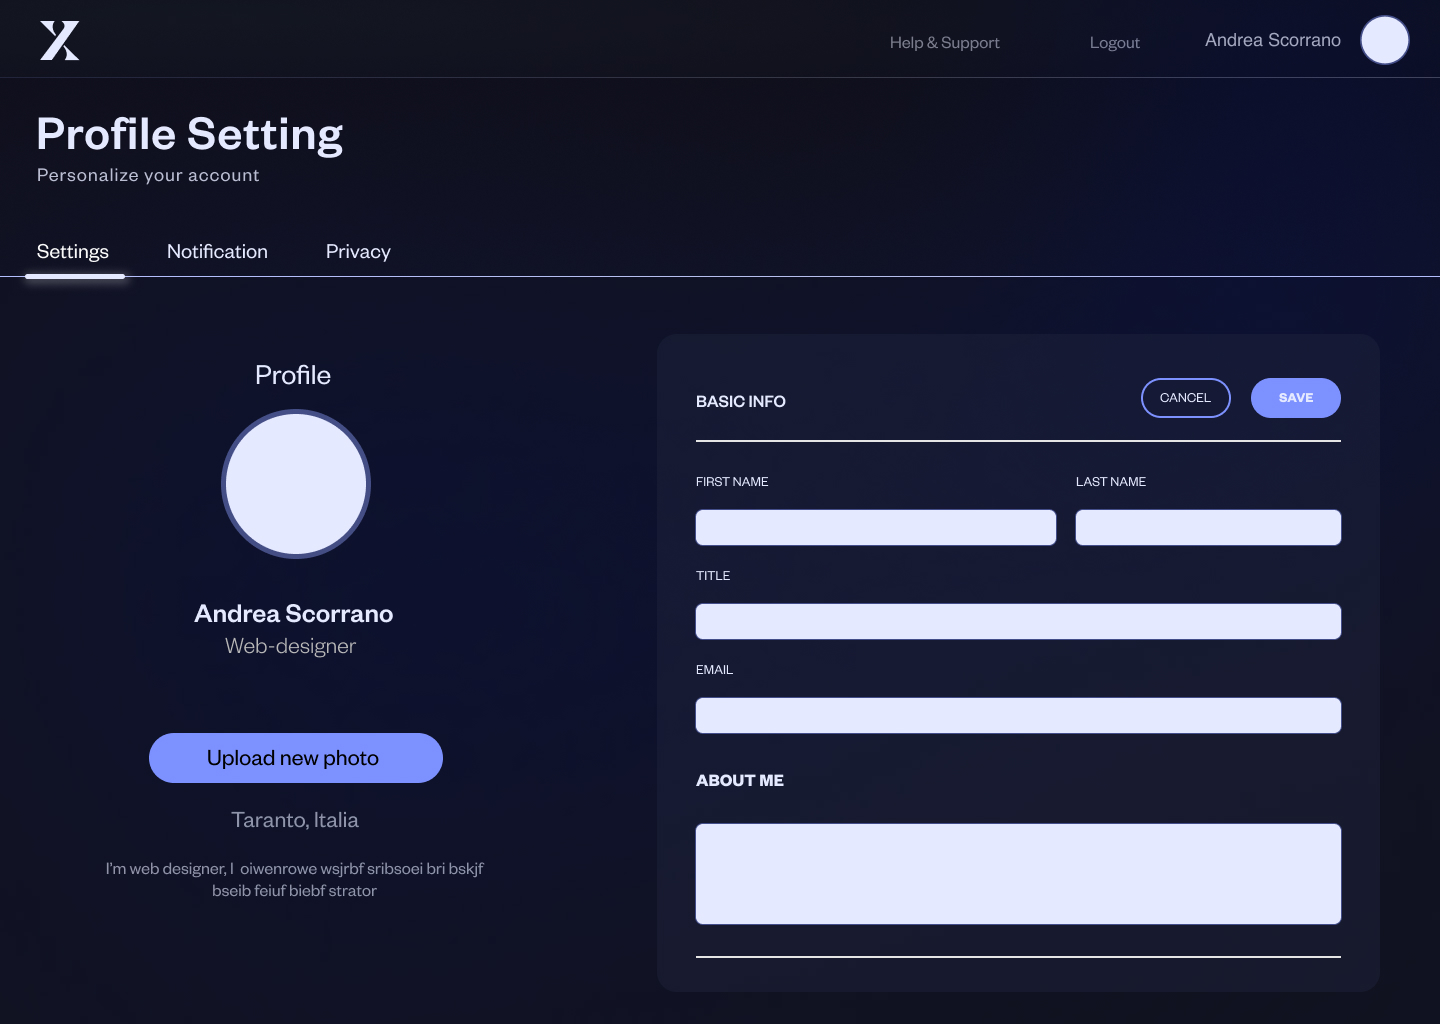 X
Help & Support
Logout
Andrea Scorrano
Profile Setting
Personalize your account
Settings
Notification
Privacy
Profile
Andrea Scorrano
Web-designer
Upload new photo
Taranto, Italia
I'm web designer, I oiwenrowe wsjrbf sribsoei bri bskjf
bseib feiuf biebf strator
BASIC INFO
CANCEL
SAVE
FIRST NAME
LAST NAME
TITLE
EMAIL
ABOUT ME